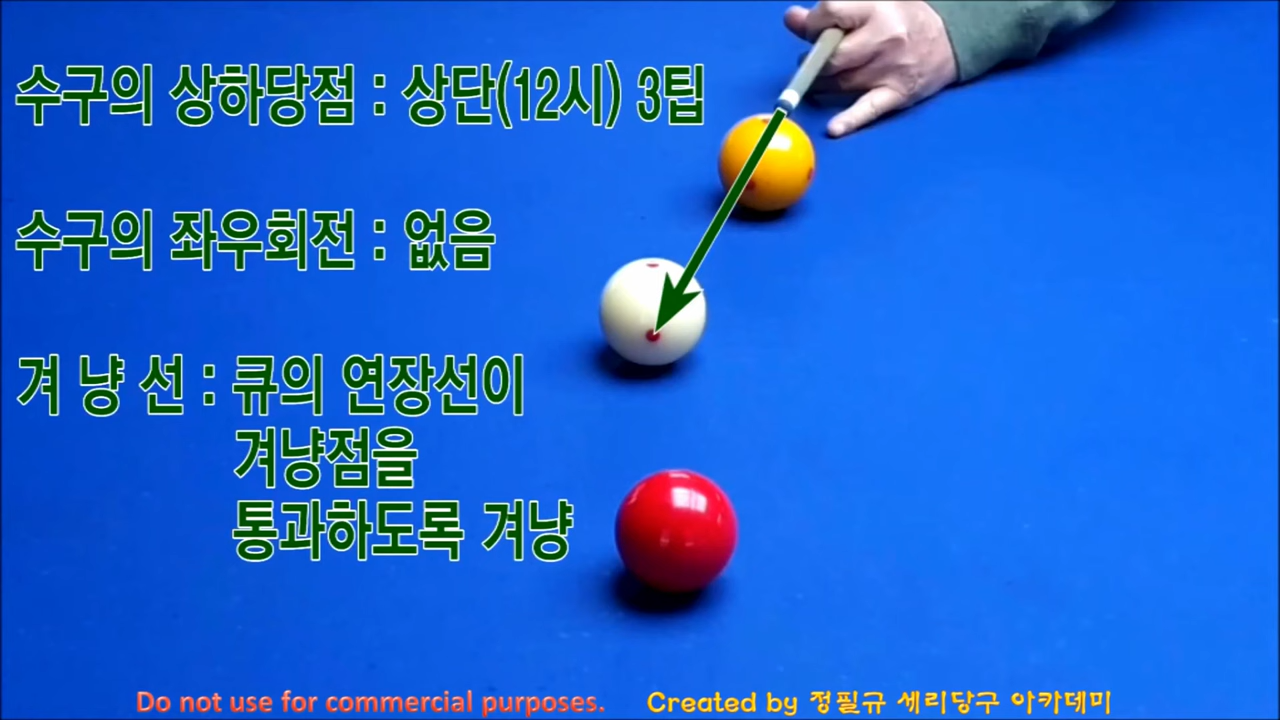 수구의 상하당점 : 상단(12시) 3팁
수구의 좌우회전 : 없음
겨 냥 선 : 큐의 연장선이
겨냥점을
통과하도록 겨냥
Do not use for commercial purposes. Created by 정필규 세리당구 아카데미